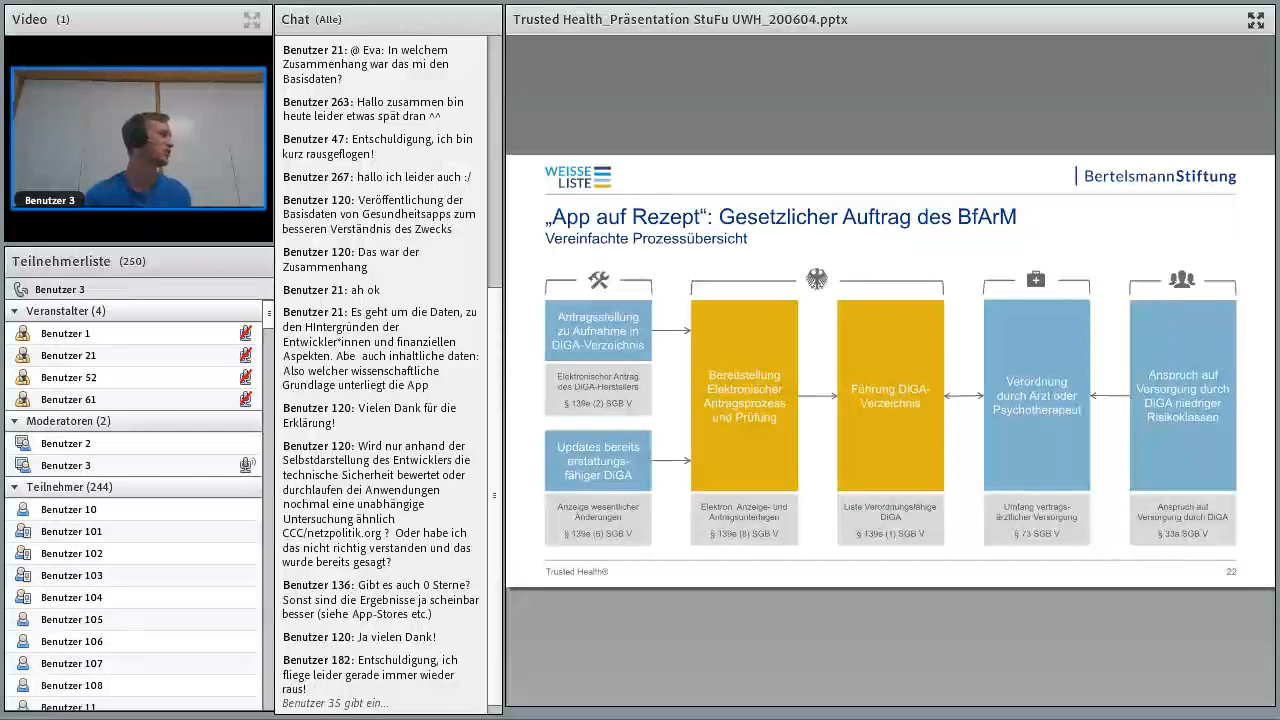 Video (1)
Benutzer 3
Teilnehmerliste (250)
Benutzer 3
Veranstalter (4)
Benutzer 1
Benutzer 21
Benutzer 52
Benutzer 61
Moderatoren (2)
Benutzer 2
Benutzer 3
Teilnehmer (244)
Benutzer 10
Benutzer 101
Benutzer 102
Benutzer 103
Benutzer 104
Benutzer 105
Benutzer 106
Benutzer 107
Benutzer 108
Benutzer 11
Chat (Alle)
Benutzer 21: @ Eva: In welchem
Zusammenhang war das mi den
Basisdaten?
Benutzer 263: Hallo zusammen bin
heute leider etwas spät dran ^^
Benutzer 47: Entschuldigung, ich bin
kurz rausgeflogen!
Benutzer 267: hallo ich leider auch :/
Benutzer 120: Veröffentlichung der
Basisdaten von Gesundheitsapps zum
besseren Verständnis des Zwecks
Benutzer 120: Das war der
Zusammenhang
Benutzer 21: ah ok
Benutzer 21: Es geht um die Daten, zu
den HIntergründen der
Entwickler*innen und finanziellen
Aspekten. Abe  auch inhaltliche daten:
Also welcher wissenschaftliche
Grundlage unterliegt die App
Benutzer 120: Vielen Dank für die
Erklärung!
Benutzer 120: Wird nur anhand der
Selbstdarstellung des Entwicklers die
technische Sicherheit bewertet oder
durchlaufen dei Anwendungen
nochmal eine unabhängige
Untersuchung ähnlich
CCC/netzpolitik.org ?  Oder habe ich
das nicht richtig verstanden und das
wurde bereits gesagt?
Benutzer 136: Gibt es auch 0 Sterne?
Sonst sind die Ergebnisse ja scheinbar
besser (siehe App-Stores etc.)
Benutzer 120: Ja vielen Dank!
Benutzer 182: Entschuldigung, ich
fliege leider gerade immer wieder
raus!
Benutzer 35 gibt ein...
Trusted Health_Präsentation StuFu UWH_200604.pptx
WEISSE
LISTE
BertelsmannStiftung
„App auf Rezept“: Gesetzlicher Auftrag des BfArM
Vereinfachte Prozessübersicht
Antragsstellung
zu Aufnahme in
DiGA-Verzeichnis
Elektronischer Antrag
des DiGA-Herstellers
§ 139e (2) SGB V
Updates bereits
erstattungs-
fähiger DiGA
Anzeige wesentlicher
Änderungen
§ 139e (6) SGB V
Bereitstellung
Elektronischer
Antragsprozess
und Prüfung
Elektron. Anzeige- und
Antragsunterlagen
§ 139e (8) SGB V
Führung DiGA-
Verzeichnis
Liste Verordnungsfähige
DiGA
§ 139e (1) SGB V
Verordnung
durch Arzt oder
Psychotherapeut
Umfang vertrags-
ärztlicher Versorgung
§ 73 SGB V
Anspruch auf
Versorgung durch
DiGA niedriger
Risikoklassen
Anspruch auf
Versorgung durch DiGA
§ 33a SGB V
Trusted Health®
22